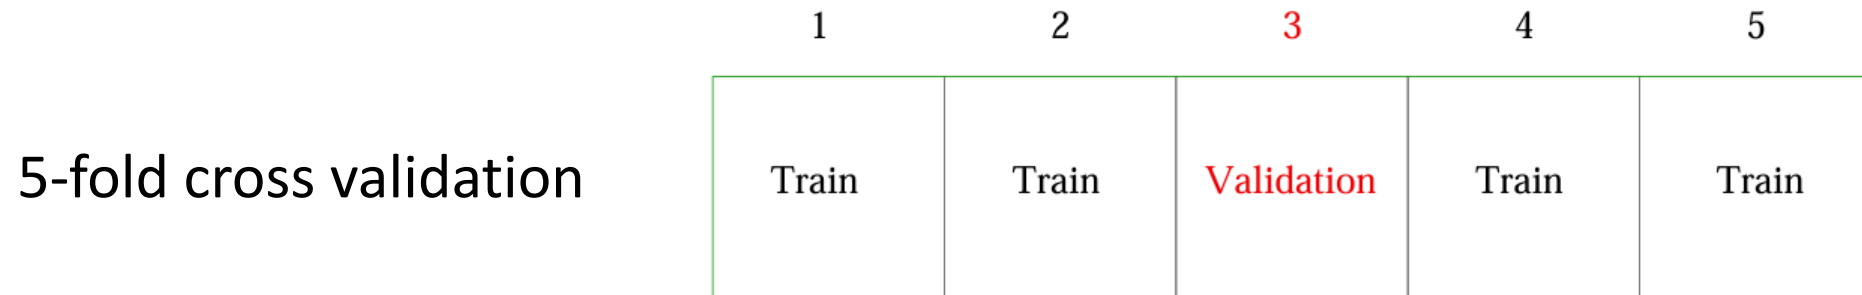 1 2 3 4 5
5-fold cross validation Train Train Validation Train Train